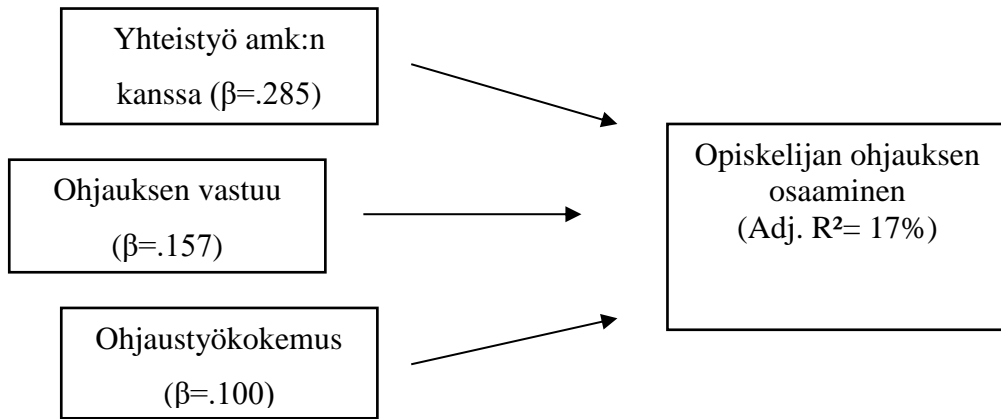 Yhteistyö amk:n
kanssa (β=.285)
Ohjauksen vastuu
(β=.157)
Ohjaustyökokemus
(β=.100)
Opiskelijan ohjauksen
osaaminen
(Adj. R²= 17%)